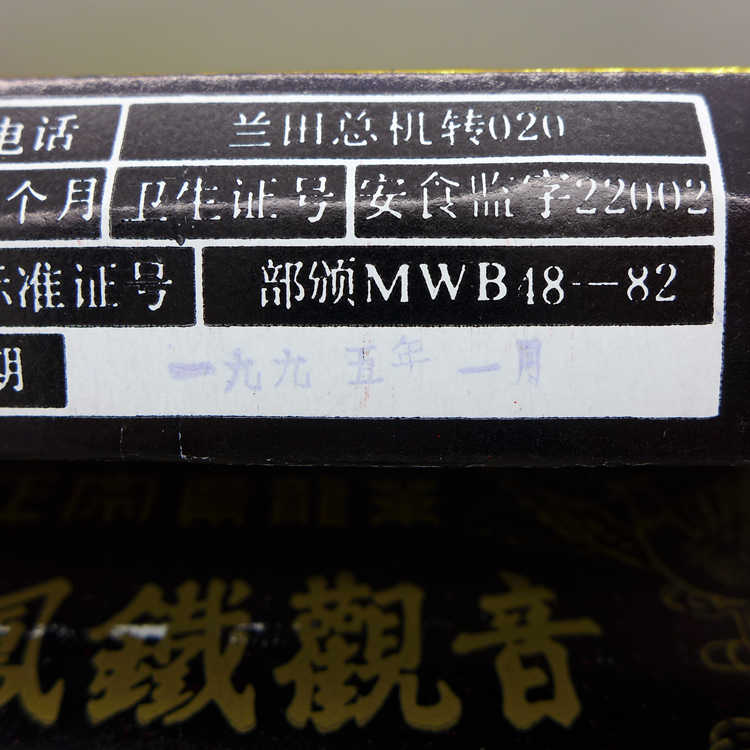 电话 兰田总机转020
个月 卫生证号 安食监字22002
准证号 部颁MWB48--82
期 一九九五年一月
鳳鐵觀音